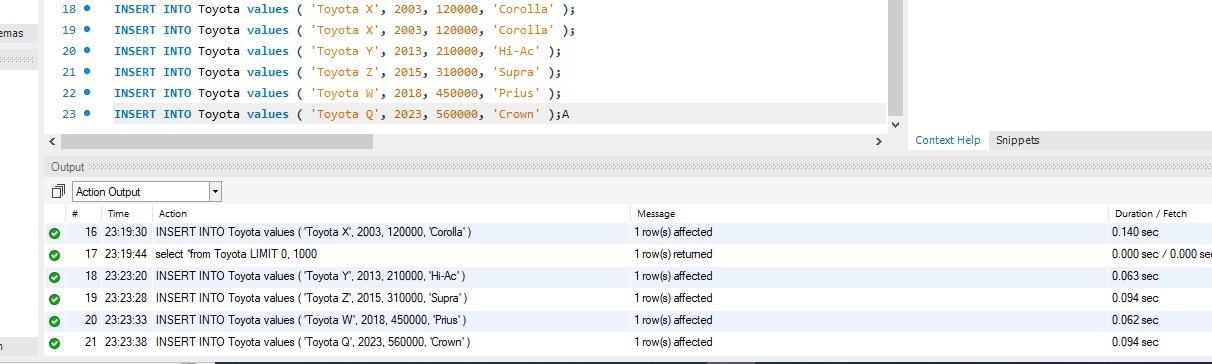 18 INSERT INTO Toyota values ( 'Toyota X', 2003, 120000, 'Corolla' );
emas 19 INSERT INTO Toyota values ( 'Toyota X', 2003, 120000, 'Corolla' );
20 INSERT INTO Toyota values ( 'Toyota Y', 2013, 210000, 'Hi-Ac' );
21 INSERT INTO Toyota values ( 'Toyota Z', 2015, 310000, 'Supra' );
22 INSERT INTO Toyota values ( 'Toyota W', 2018, 450000, 'Prius' );
23 INSERT INTO Toyota values ( 'Toyota Q', 2023, 560000, 'Crown' );A
Context Help Snippets
Output
Action Output
# Time Action Message Duration / Fetch
16 23:19:30 INSERT INTO Toyota values ( 'Toyota X', 2003, 120000, 'Corolla' ) 1 row(s) affected 0.140 sec
17 23:19:44 select *from Toyota LIMIT 0, 1000 1 row(s) returned 0.000 sec / 0.000 sec
18 23:23:20 INSERT INTO Toyota values ( 'Toyota Y', 2013, 210000, 'Hi-Ac' ) 1 row(s) affected 0.063 sec
19 23:23:28 INSERT INTO Toyota values ( 'Toyota Z', 2015, 310000, 'Supra' ) 1 row(s) affected 0.094 sec
20 23:23:33 INSERT INTO Toyota values ( 'Toyota W', 2018, 450000, 'Prius' ) 1 row(s) affected 0.062 sec
21 23:23:38 INSERT INTO Toyota values ( 'Toyota Q', 2023, 560000, 'Crown' ) 1 row(s) affected 0.094 sec